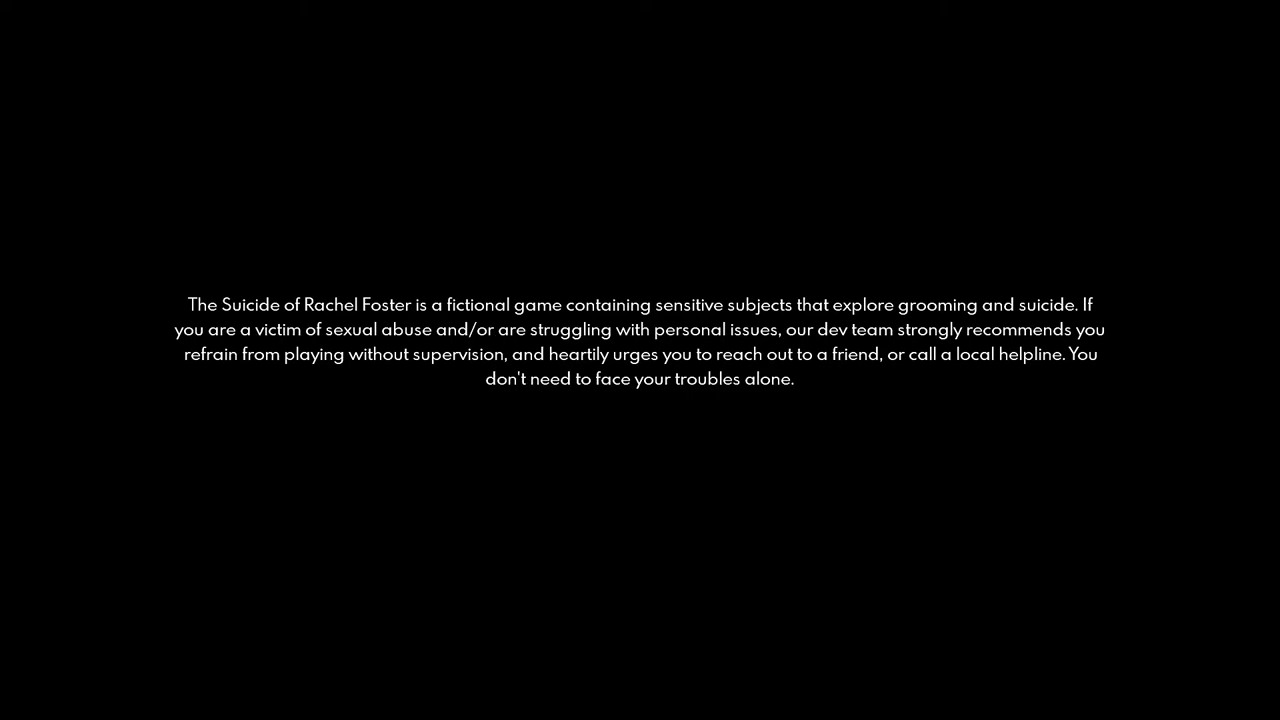 The Suicide of Rachel Foster is a fictional game containing sensitive subjects that explore grooming and suicide. If
you are a victim of sexual abuse and/or are struggling with personal issues, our dev team strongly recommends you
refrain from playing without supervision, and heartily urges you to reach out to a friend, or call a local helpline. You
don't need to face your troubles alone.